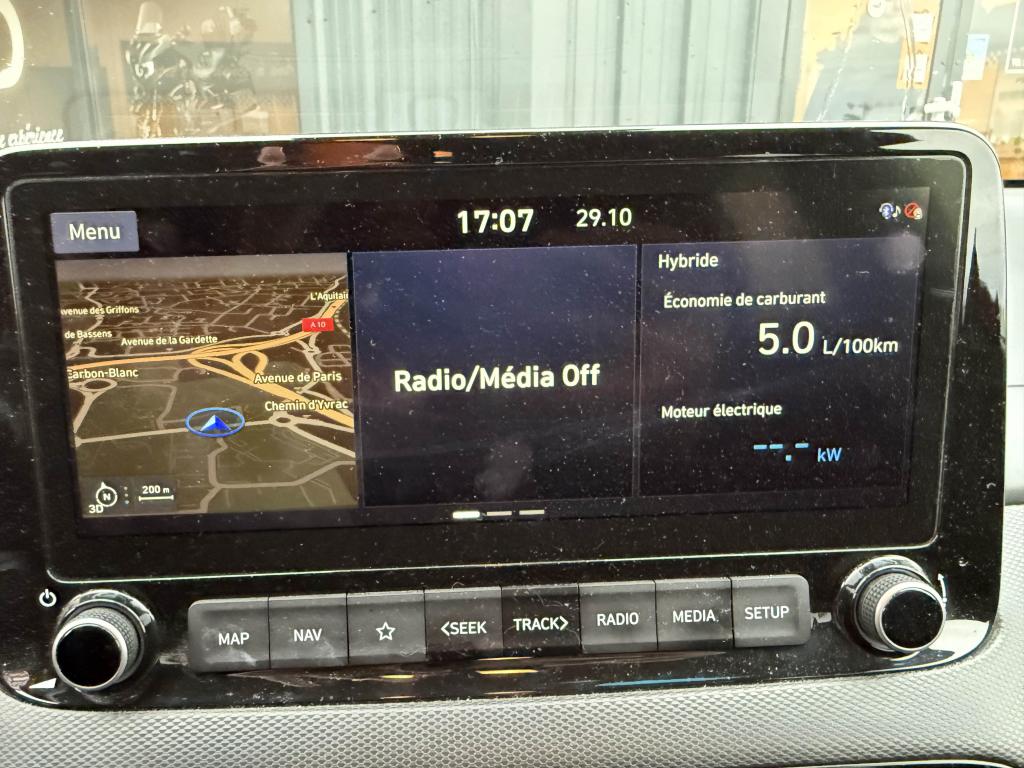 Menu
17:07
29.10
L'Aquitai
A 10
venue des Griffons
de Bassens
Avenue de la Gardette
Carbon-Blanc
Avenue de Paris
Chemin d'Yvrac
N
3D
200 m
Radio/Média Off
Hybride
Économie de carburant
5.0 L/100km
Moteur électrique
--.- kW
MAP
NAV
<SEEK
TRACK>
RADIO
MEDIA
SETUP